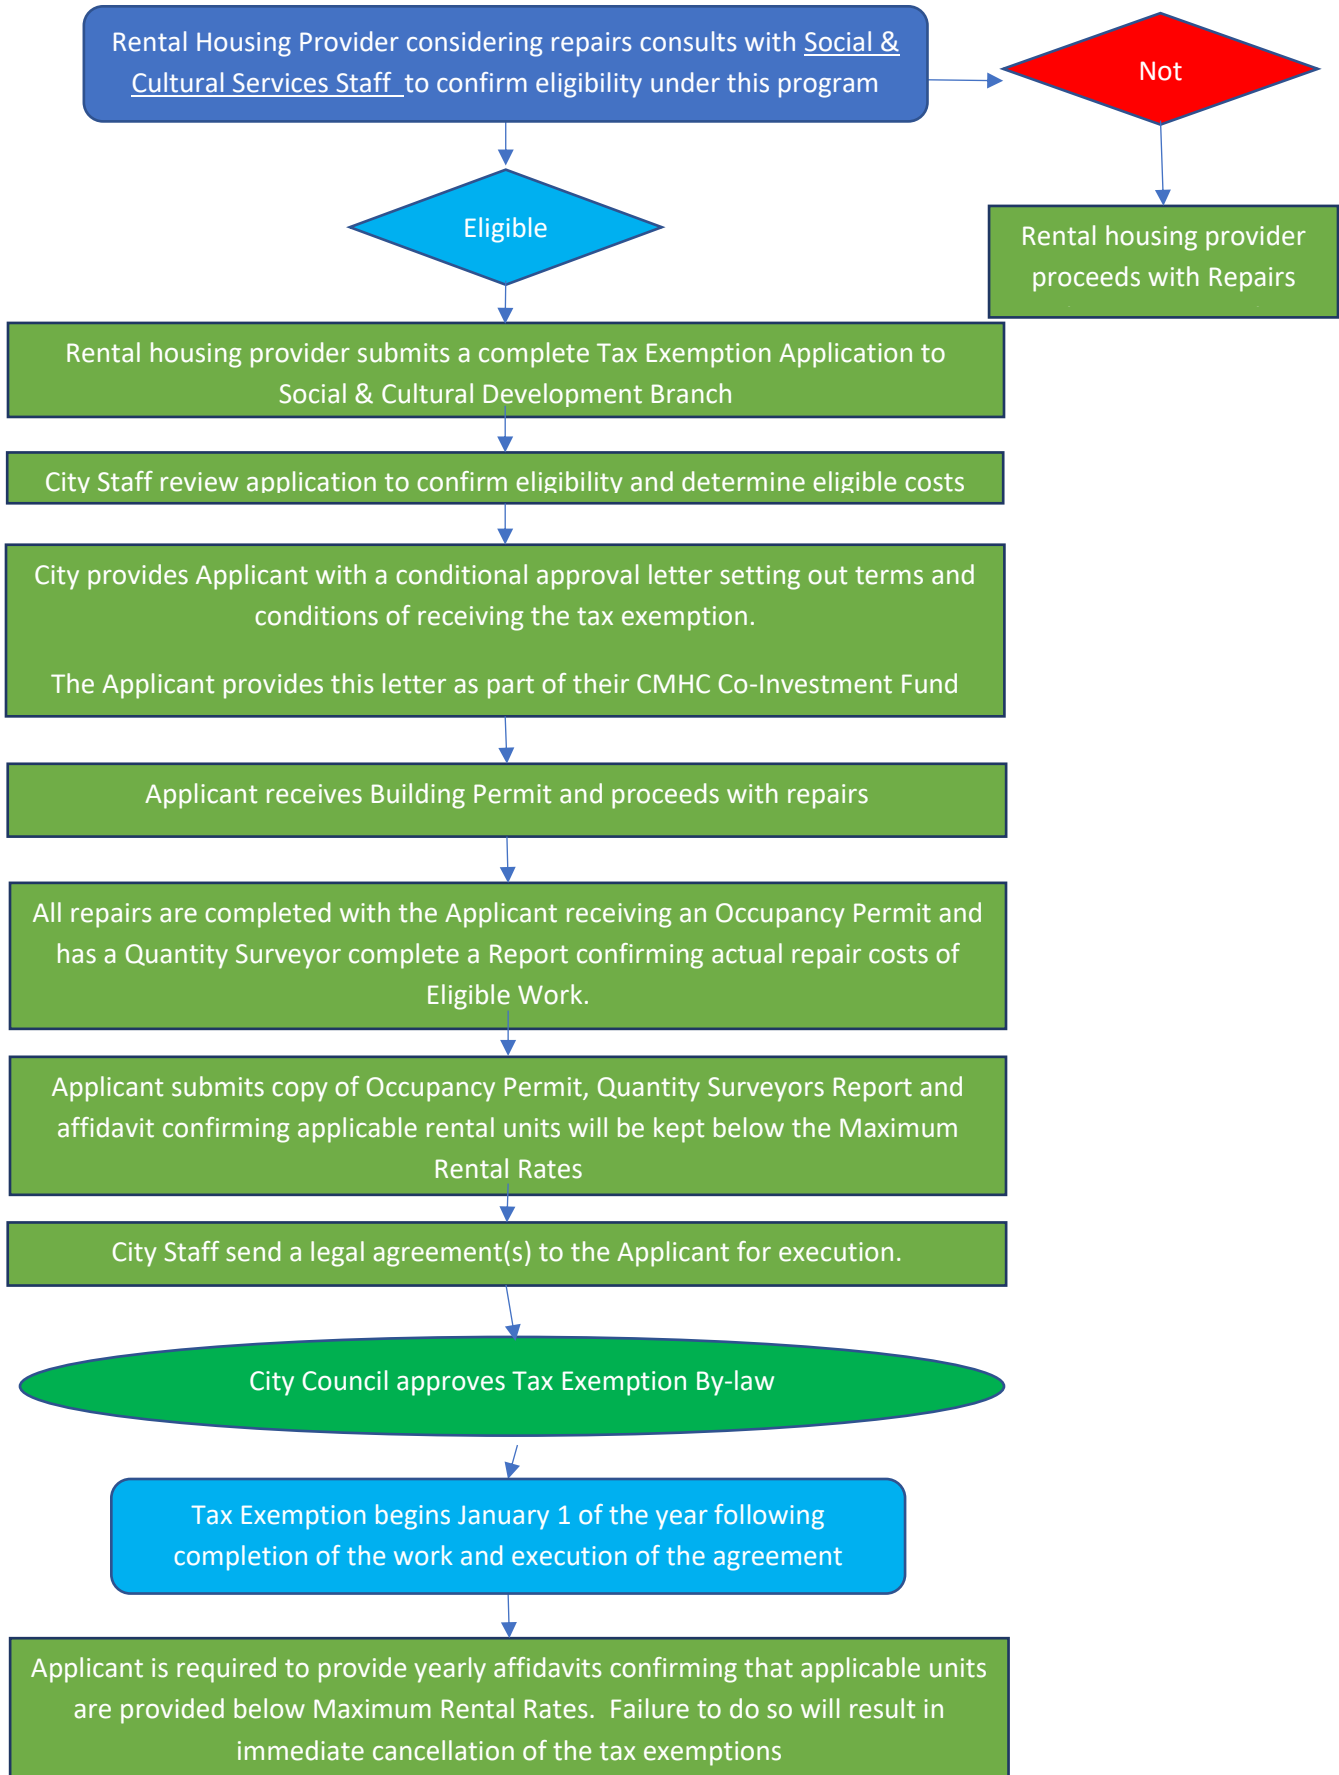 Rental Housing Provider considering repairs consults with Social &
Cultural Services Staff to confirm eligibility under this program
Not
Eligible
Rental housing provider
proceeds with Repairs
Rental housing provider submits a complete Tax Exemption Application to
Social & Cultural Development Branch
City Staff review application to confirm eligibility and determine eligible costs
City provides Applicant with a conditional approval letter setting out terms and
conditions of receiving the tax exemption.
The Applicant provides this letter as part of their CMHC Co-Investment Fund
Applicant receives Building Permit and proceeds with repairs
All repairs are completed with the Applicant receiving an Occupancy Permit and
has a Quantity Surveyor complete a Report confirming actual repair costs of
Eligible Work.
Applicant submits copy of Occupancy Permit, Quantity Surveyors Report and
affidavit confirming applicable rental units will be kept below the Maximum
Rental Rates
City Staff send a legal agreement(s) to the Applicant for execution.
City Council approves Tax Exemption By-law
Tax Exemption begins January 1 of the year following
completion of the work and execution of the agreement
Applicant is required to provide yearly affidavits confirming that applicable units
are provided below Maximum Rental Rates.  Failure to do so will result in
immediate cancellation of the tax exemptions